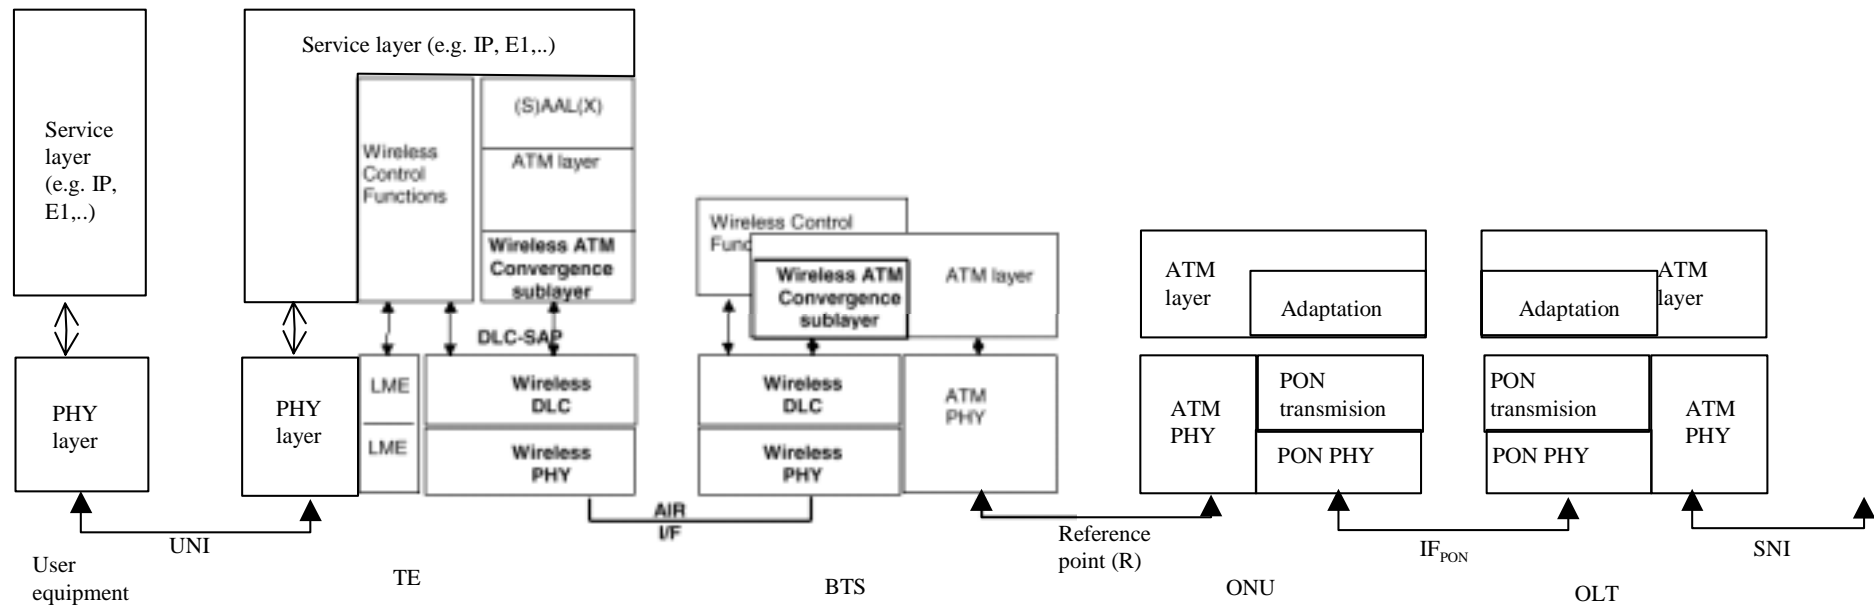 Service
layer
(e.g. IP,
E1,..)
PHY
layer
User
equipment
UNI
Service layer (e.g. IP, E1,..)
Wireless
Control
Functions
(S)AAL(X)
ATM layer
Wireless ATM
Convergence
sublayer
DLC-SAP
PHY
layer
LME
LME
Wireless
DLC
Wireless
PHY
TE
AIR
I/F
Wireless Control
Func
Wireless ATM
Convergence
sublayer
ATM layer
Wireless
DLC
Wireless
PHY
ATM
PHY
BTS
Reference
point (R)
ATM
layer
Adaptation
ATM
PHY
PON
transmision
PON PHY
ONU
IFPON
Adaptation
ATM
layer
PON
transmision
PON PHY
ATM
PHY
OLT
SNI